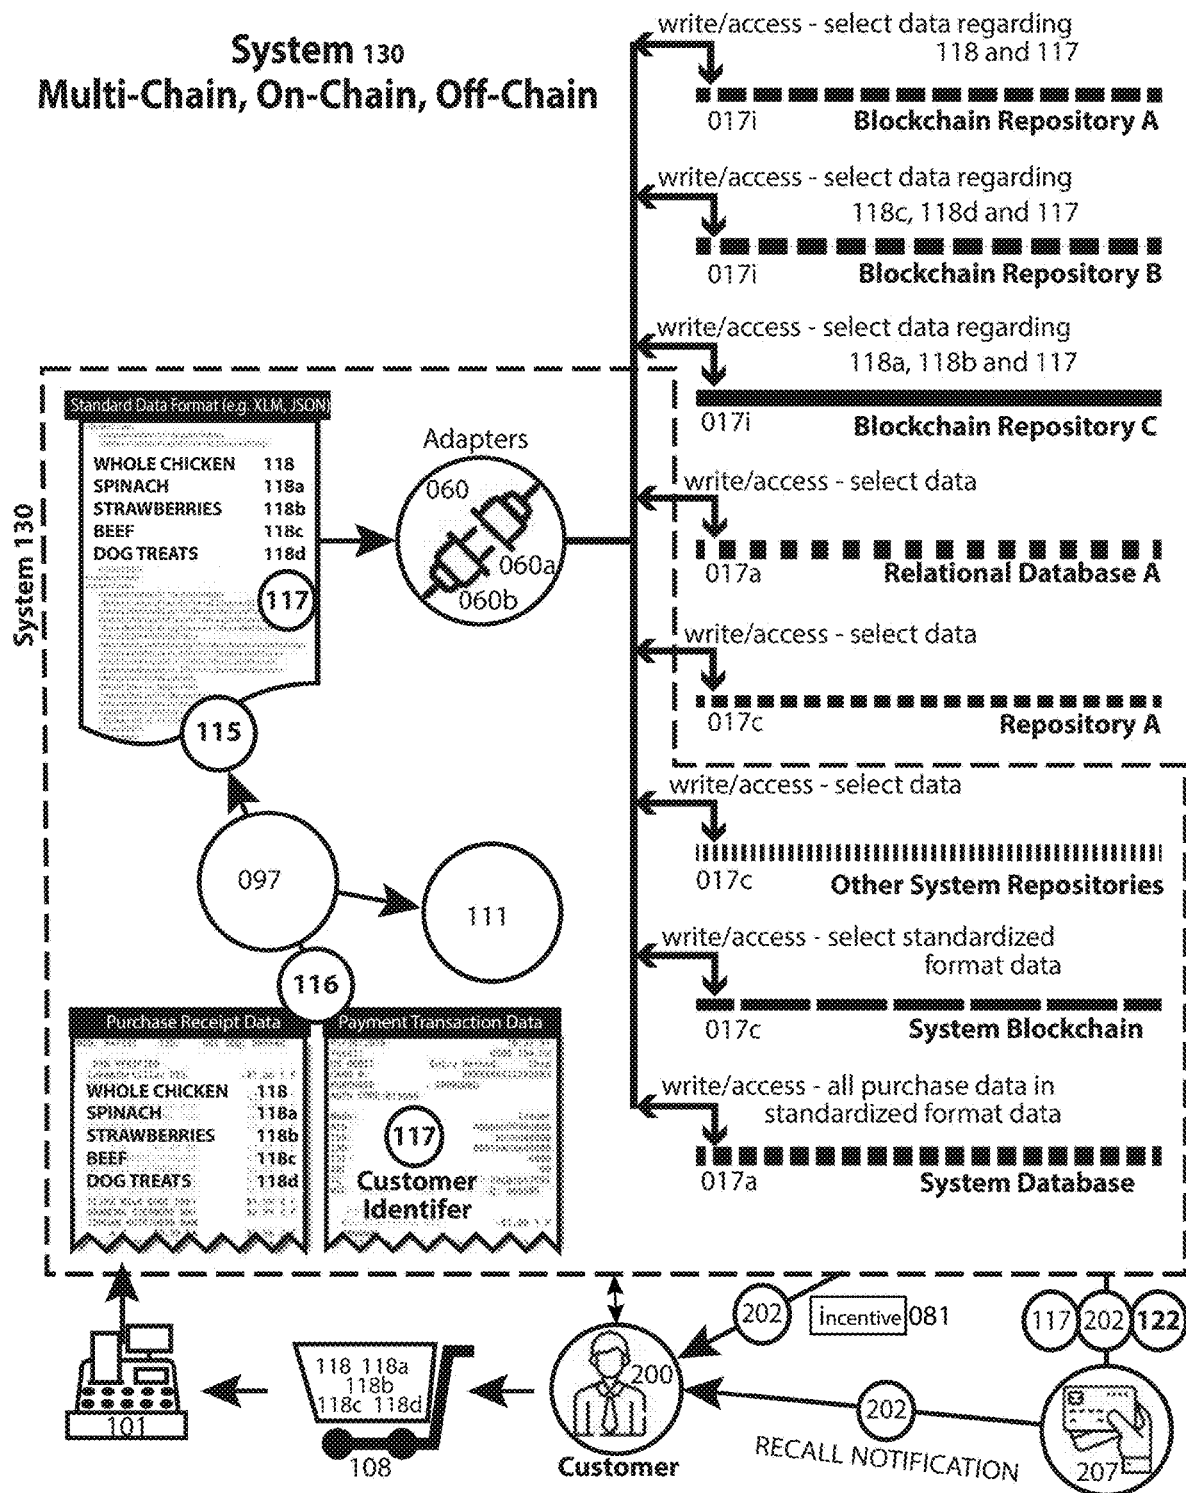 System 130
Multi-Chain, On-Chain, Off-Chain
write/access - select data regarding
118 and 117
017i Blockchain Repository A
write/access - select data regarding
118c, 118d and 117
017i Blockchain Repository B
write/access - select data regarding
118a, 118b and 117
017i Blockchain Repository C
write/access - select data
017a Relational Database A
write/access - select data
017c Repository A
write/access - select data
017c Other System Repositories
write/access - select standardized
format data
017c System Blockchain
write/access - all purchase data in
standardized format data
017a System Database
System 130
Standard Data Format (e.g. XLM, JSON)
WHOLE CHICKEN 118
SPINACH 118a
STRAWBERRIES 118b
BEEF 118c
DOG TREATS 118d
117
115
Adapters
060
060a
060b
097
111
116
Purchase Receipt Data
WHOLE CHICKEN 118
SPINACH 118a
STRAWBERRIES 118b
BEEF 118c
DOG TREATS 118d
Payment Transaction Data
117
Customer
Identifer
101
118 118a
118b
118c 118d
108
200
Customer
202
incentive 081
117 202 122
202
RECALL NOTIFICATION
207